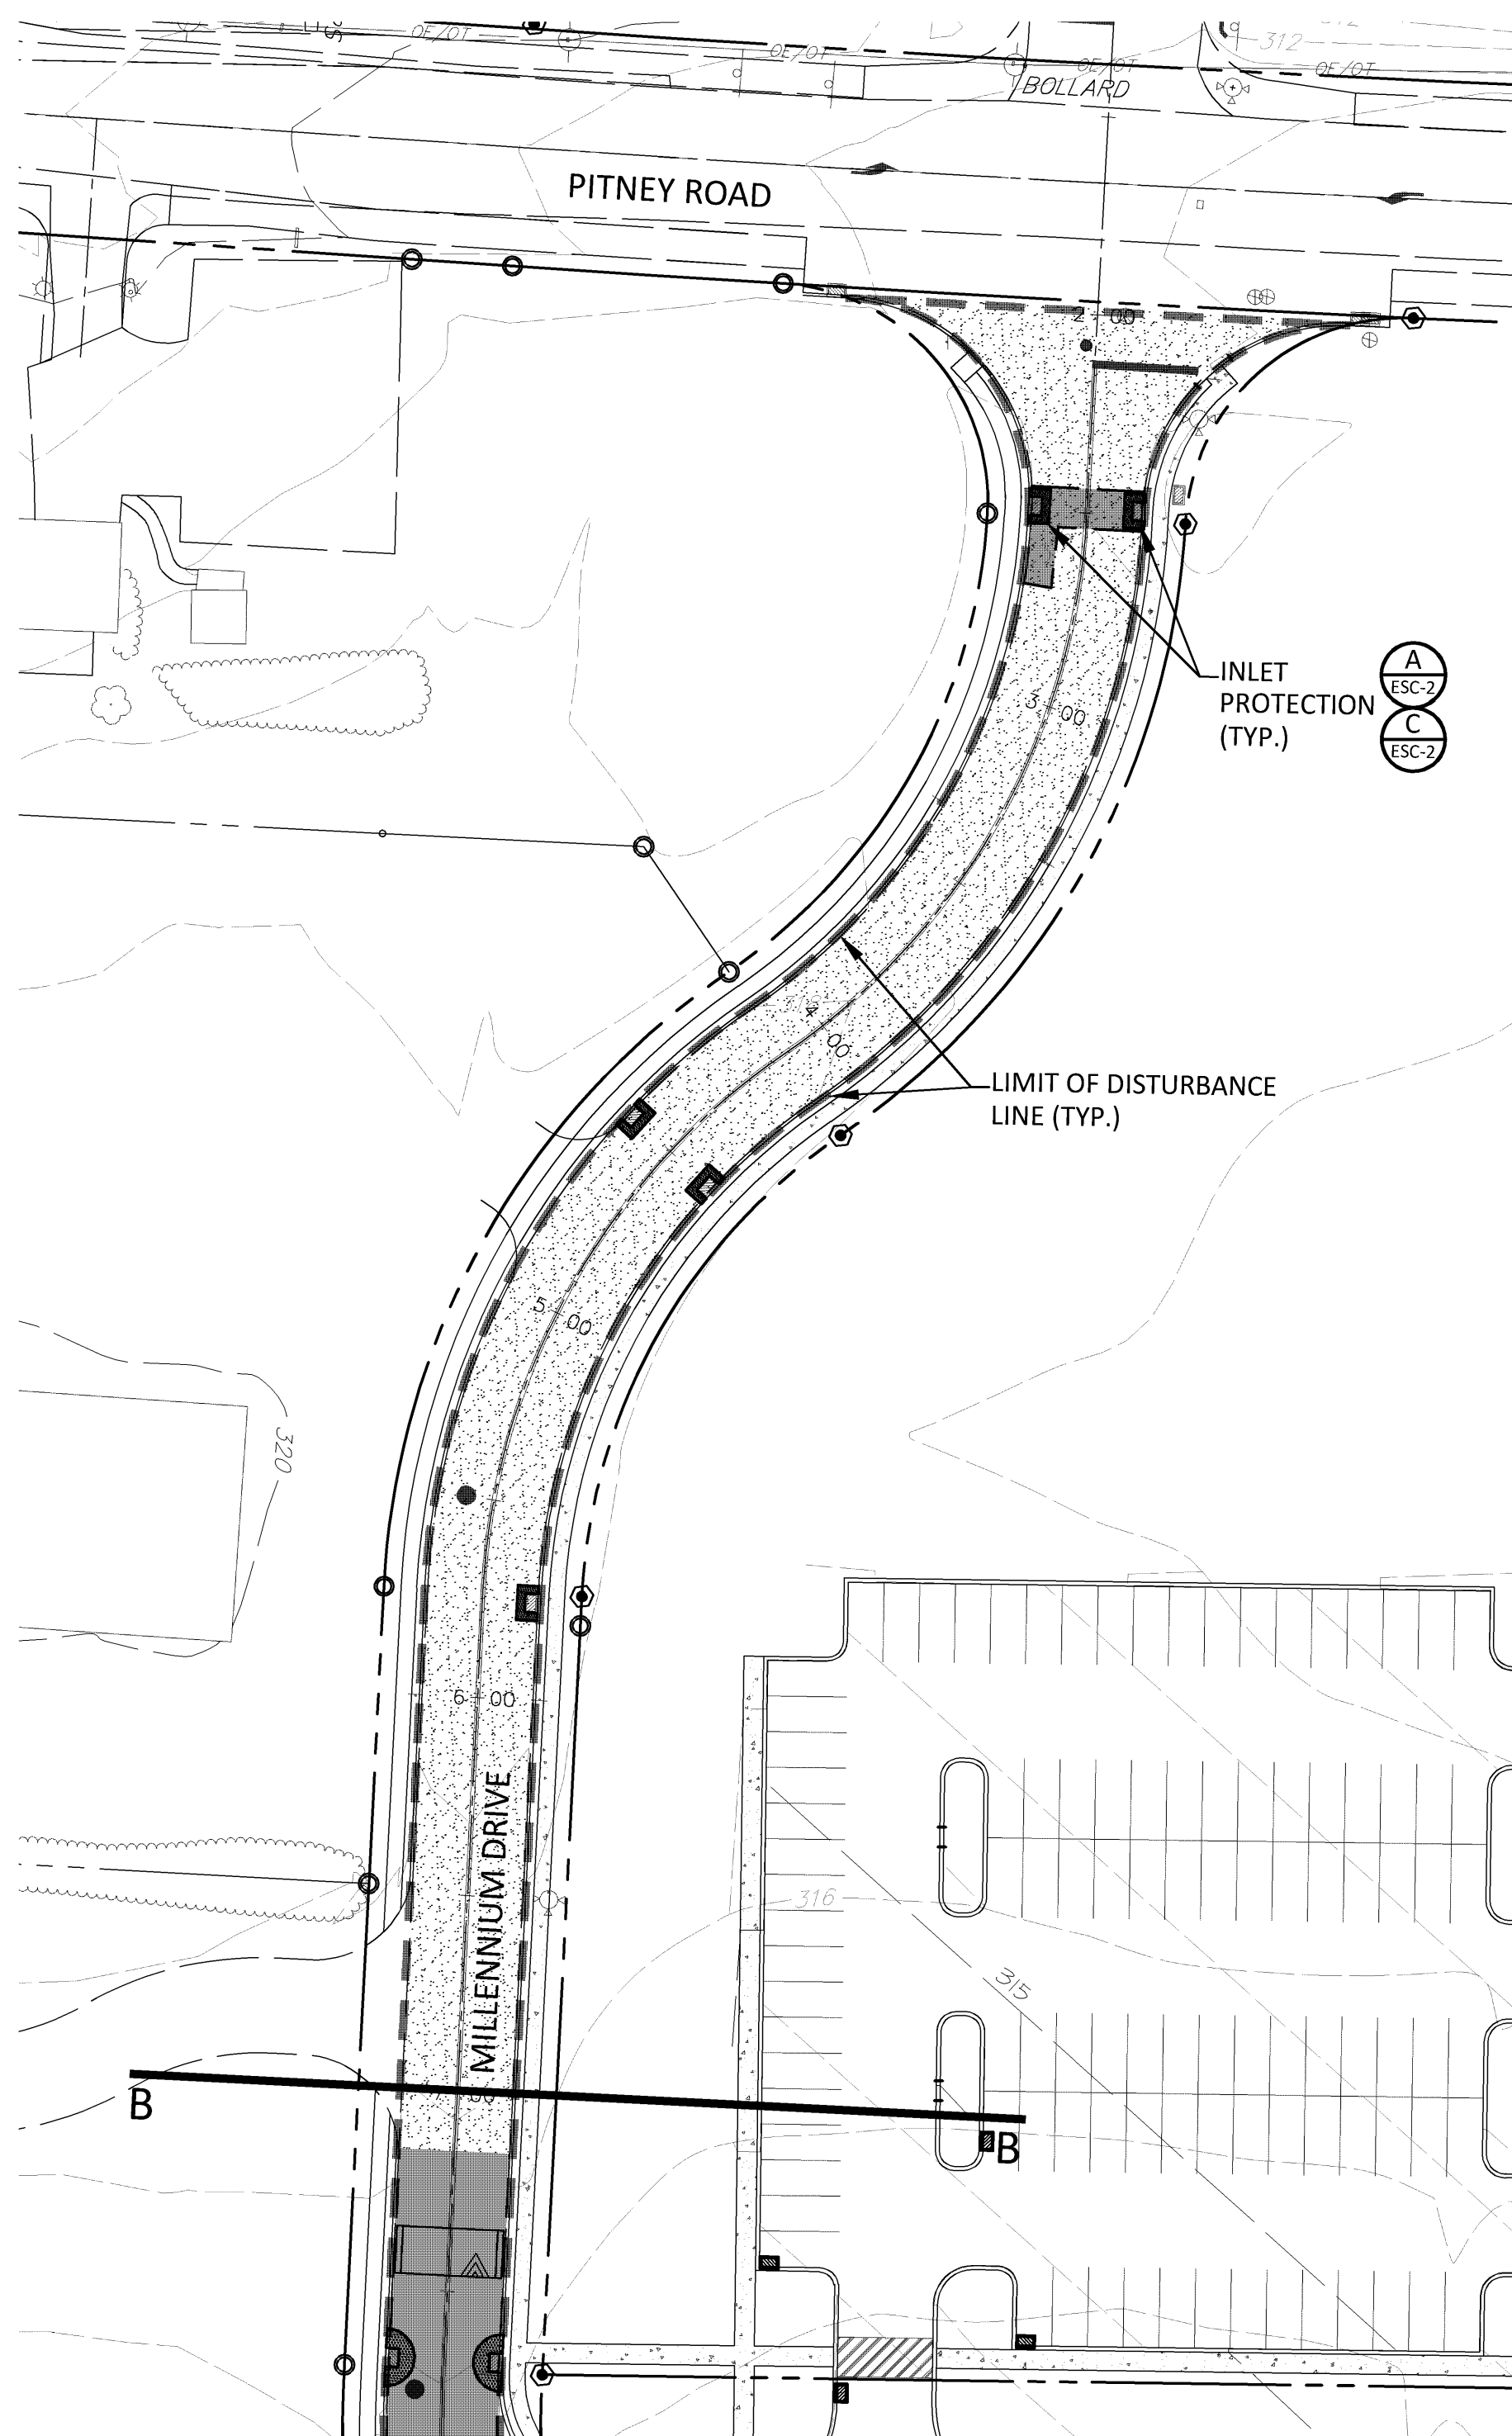 OE/OT
OE/OT
OE/OT
OE/OT
312
BOLLARD
PITNEY ROAD
2+00
INLET
PROTECTION
(TYP.)
A
ESC-2
C
ESC-2
3+00
4+00
LIMIT OF DISTURBANCE
LINE (TYP.)
5+00
320
6+00
MILLENNIUM DRIVE
316
315
B
B